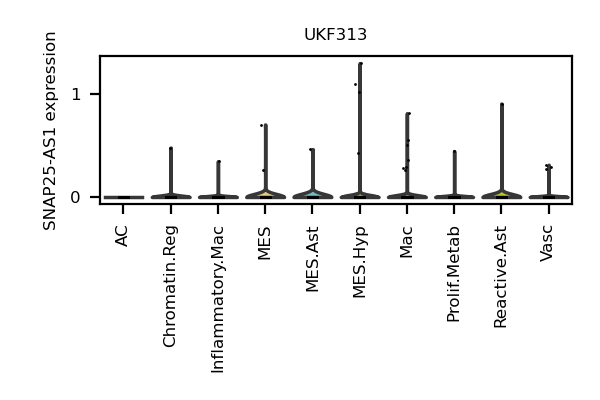 UKF313
SNAP25-AS1 expression
1
0
AC
Chromatin.Reg
Inflammatory.Mac
MES
MES.Ast
MES.Hyp
Mac
Prolif.Metab
Reactive.Ast
Vasc